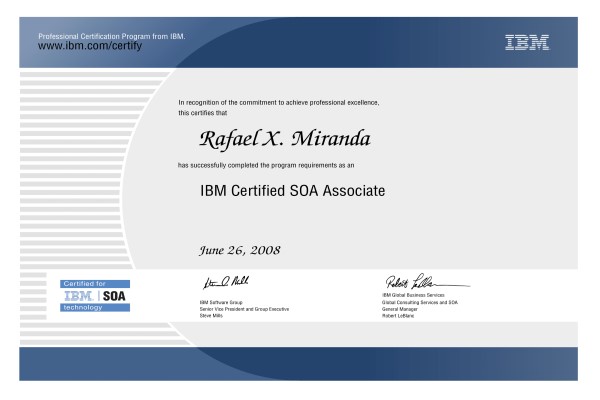 Professional Certification Program from IBM.
www.ibm.com/certify
IBM
In recognition of the commitment to achieve professional excellence,
this certifies that
Rafael X. Miranda
has successfully completed the program requirements as an
IBM Certified SOA Associate
June 26, 2008
Certified for
IBM. | SOA
technology
IBM Software Group
Senior Vice President and Group Executive
Steve Mills
IBM Global Business Services
Global Consulting Services and SOA
General Manager
Robert LeBlanc